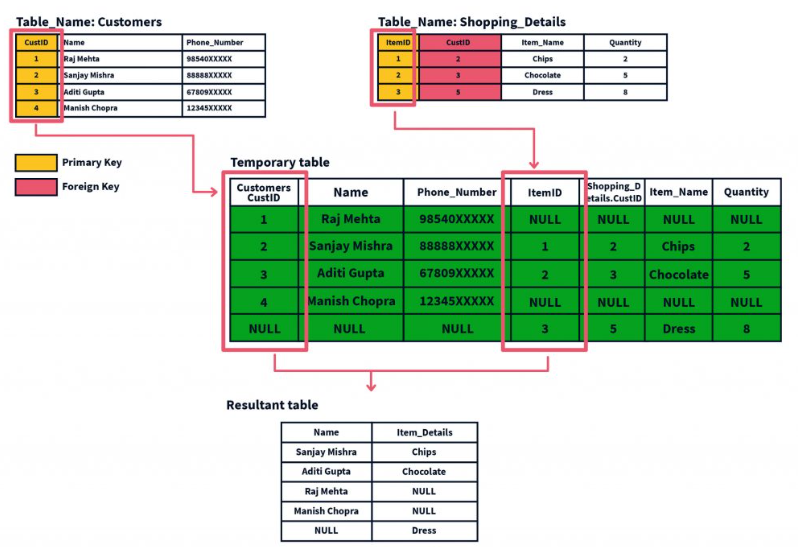 Table_Name: Customers
CustID Name Phone_Number
1 Raj Mehta 98540XXXXX
2 Sanjay Mishra 88888XXXXX
3 Aditi Gupta 67809XXXXX
4 Manish Chopra 12345XXXXX
Table_Name: Shopping_Details
ItemID CustID Item_Name Quantity
1 2 Chips 2
2 3 Chocolate 5
3 5 Dress 8
Primary Key
Foreign Key
Temporary table
Customers
CustID
Name Phone_Number ItemID
Shopping_D
etails.CustID
Item_Name Quantity
1 Raj Mehta 98540XXXXX NULL NULL NULL NULL
2 Sanjay Mishra 88888XXXXX 1 2 Chips 2
3 Aditi Gupta 67809XXXXX 2 3 Chocolate 5
4 Manish Chopra 12345XXXXX NULL NULL NULL NULL
NULL NULL NULL 3 5 Dress 8
Resultant table
Name Item_Details
Sanjay Mishra Chips
Aditi Gupta Chocolate
Raj Mehta NULL
Manish Chopra NULL
NULL Dress